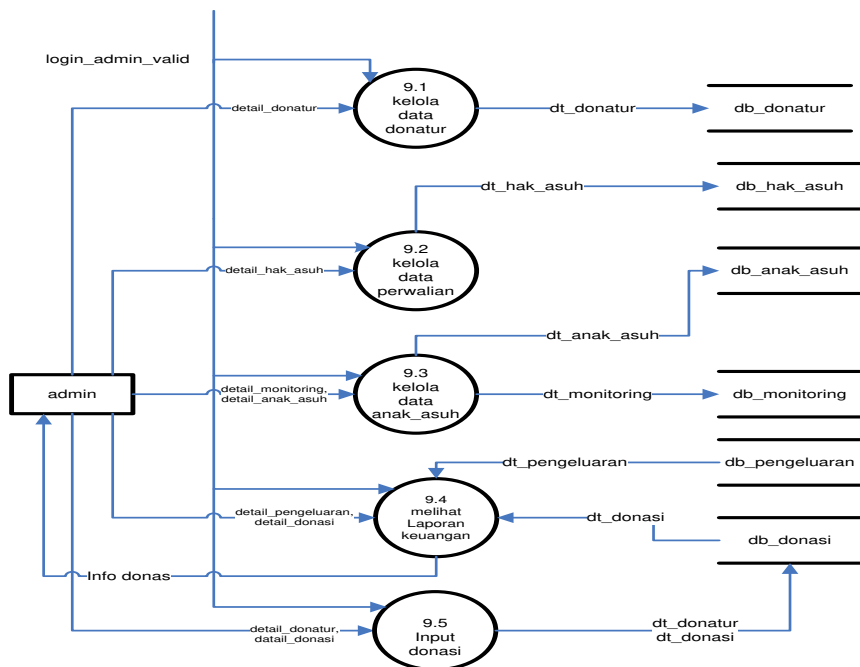 login_admin_valid
9.1
kelola
data
donatur
detail_donatur
dt_donatur
db_donatur
dt_hak_asuh
db_hak_asuh
9.2
kelola
data
perwalian
detail_hak_asuh
db_anak_asuh
dt_anak_asuh
admin
detail_monitoring,
detail_anak_asuh
9.3
kelola
data
anak_asuh
dt_monitoring
db_monitoring
dt_pengeluaran
db_pengeluaran
detail_pengeluaran,
detail_donasi
9.4
melihat
Laporan
keuangan
dt_donasi
db_donasi
Info donas
detail_donatur,
datail_donasi
9.5
Input
donasi
dt_donatur
dt_donasi